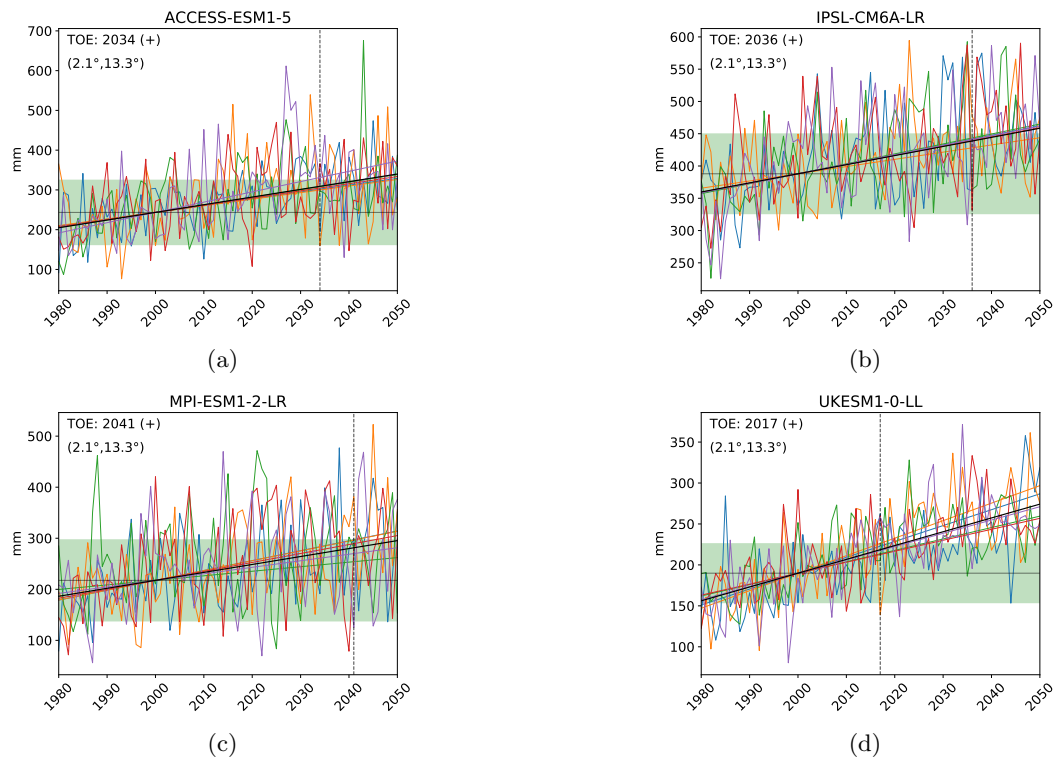 ACCESS-ESM1-5
TOE: 2034 (+)
(2.1°,13.3°)
700
600
500
400
300
200
100
mm
1980 1990 2000 2010 2020 2030 2040 2050
(a)
IPSL-CM6A-LR
TOE: 2036 (+)
(2.1°,13.3°)
600
550
500
450
400
350
300
250
mm
1980 1990 2000 2010 2020 2030 2040 2050
(b)
MPI-ESM1-2-LR
TOE: 2041 (+)
(2.1°,13.3°)
500
400
300
200
100
mm
1980 1990 2000 2010 2020 2030 2040 2050
(c)
UKESM1-0-LL
TOE: 2017 (+)
(2.1°,13.3°)
350
300
250
200
150
100
mm
1980 1990 2000 2010 2020 2030 2040 2050
(d)